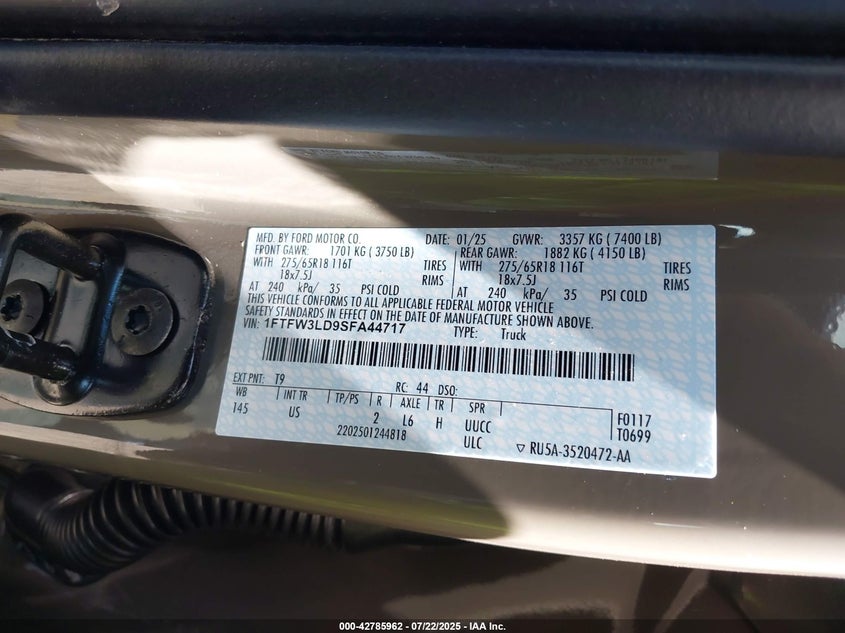 MFD. BY FORD MOTOR CO. DATE: 01/25 GVWR: 3357 KG ( 7400 LB)
FRONT GAWR: 1701 KG ( 3750 LB) REAR GAWR: 1882 KG ( 4150 LB)
WITH 275/65R18 116T TIRES WITH 275/65R18 116T TIRES
18x7.5J RIMS 18x7.5J RIMS
AT 240 kPa/ 35 PSI COLD AT 240 kPa/ 35 PSI COLD
THIS VEHICLE CONFORMS TO ALL APPLICABLE FEDERAL MOTOR VEHICLE
SAFETY STANDARDS IN EFFECT ON THE DATE OF MANUFACTURE SHOWN ABOVE.
VIN: 1FTFW3LD9SFA44717 TYPE: Truck
EXT PNT: T9 RC: 44 DSO:
WB INT TR TP/PS R AXLE TR SPR F0117
145 US 2 L6 H UUCC T0699
2202501244818 ULC ▽ RU5A-3520472-AA
000-42785962 - 07/22/2025 - IAA Inc.